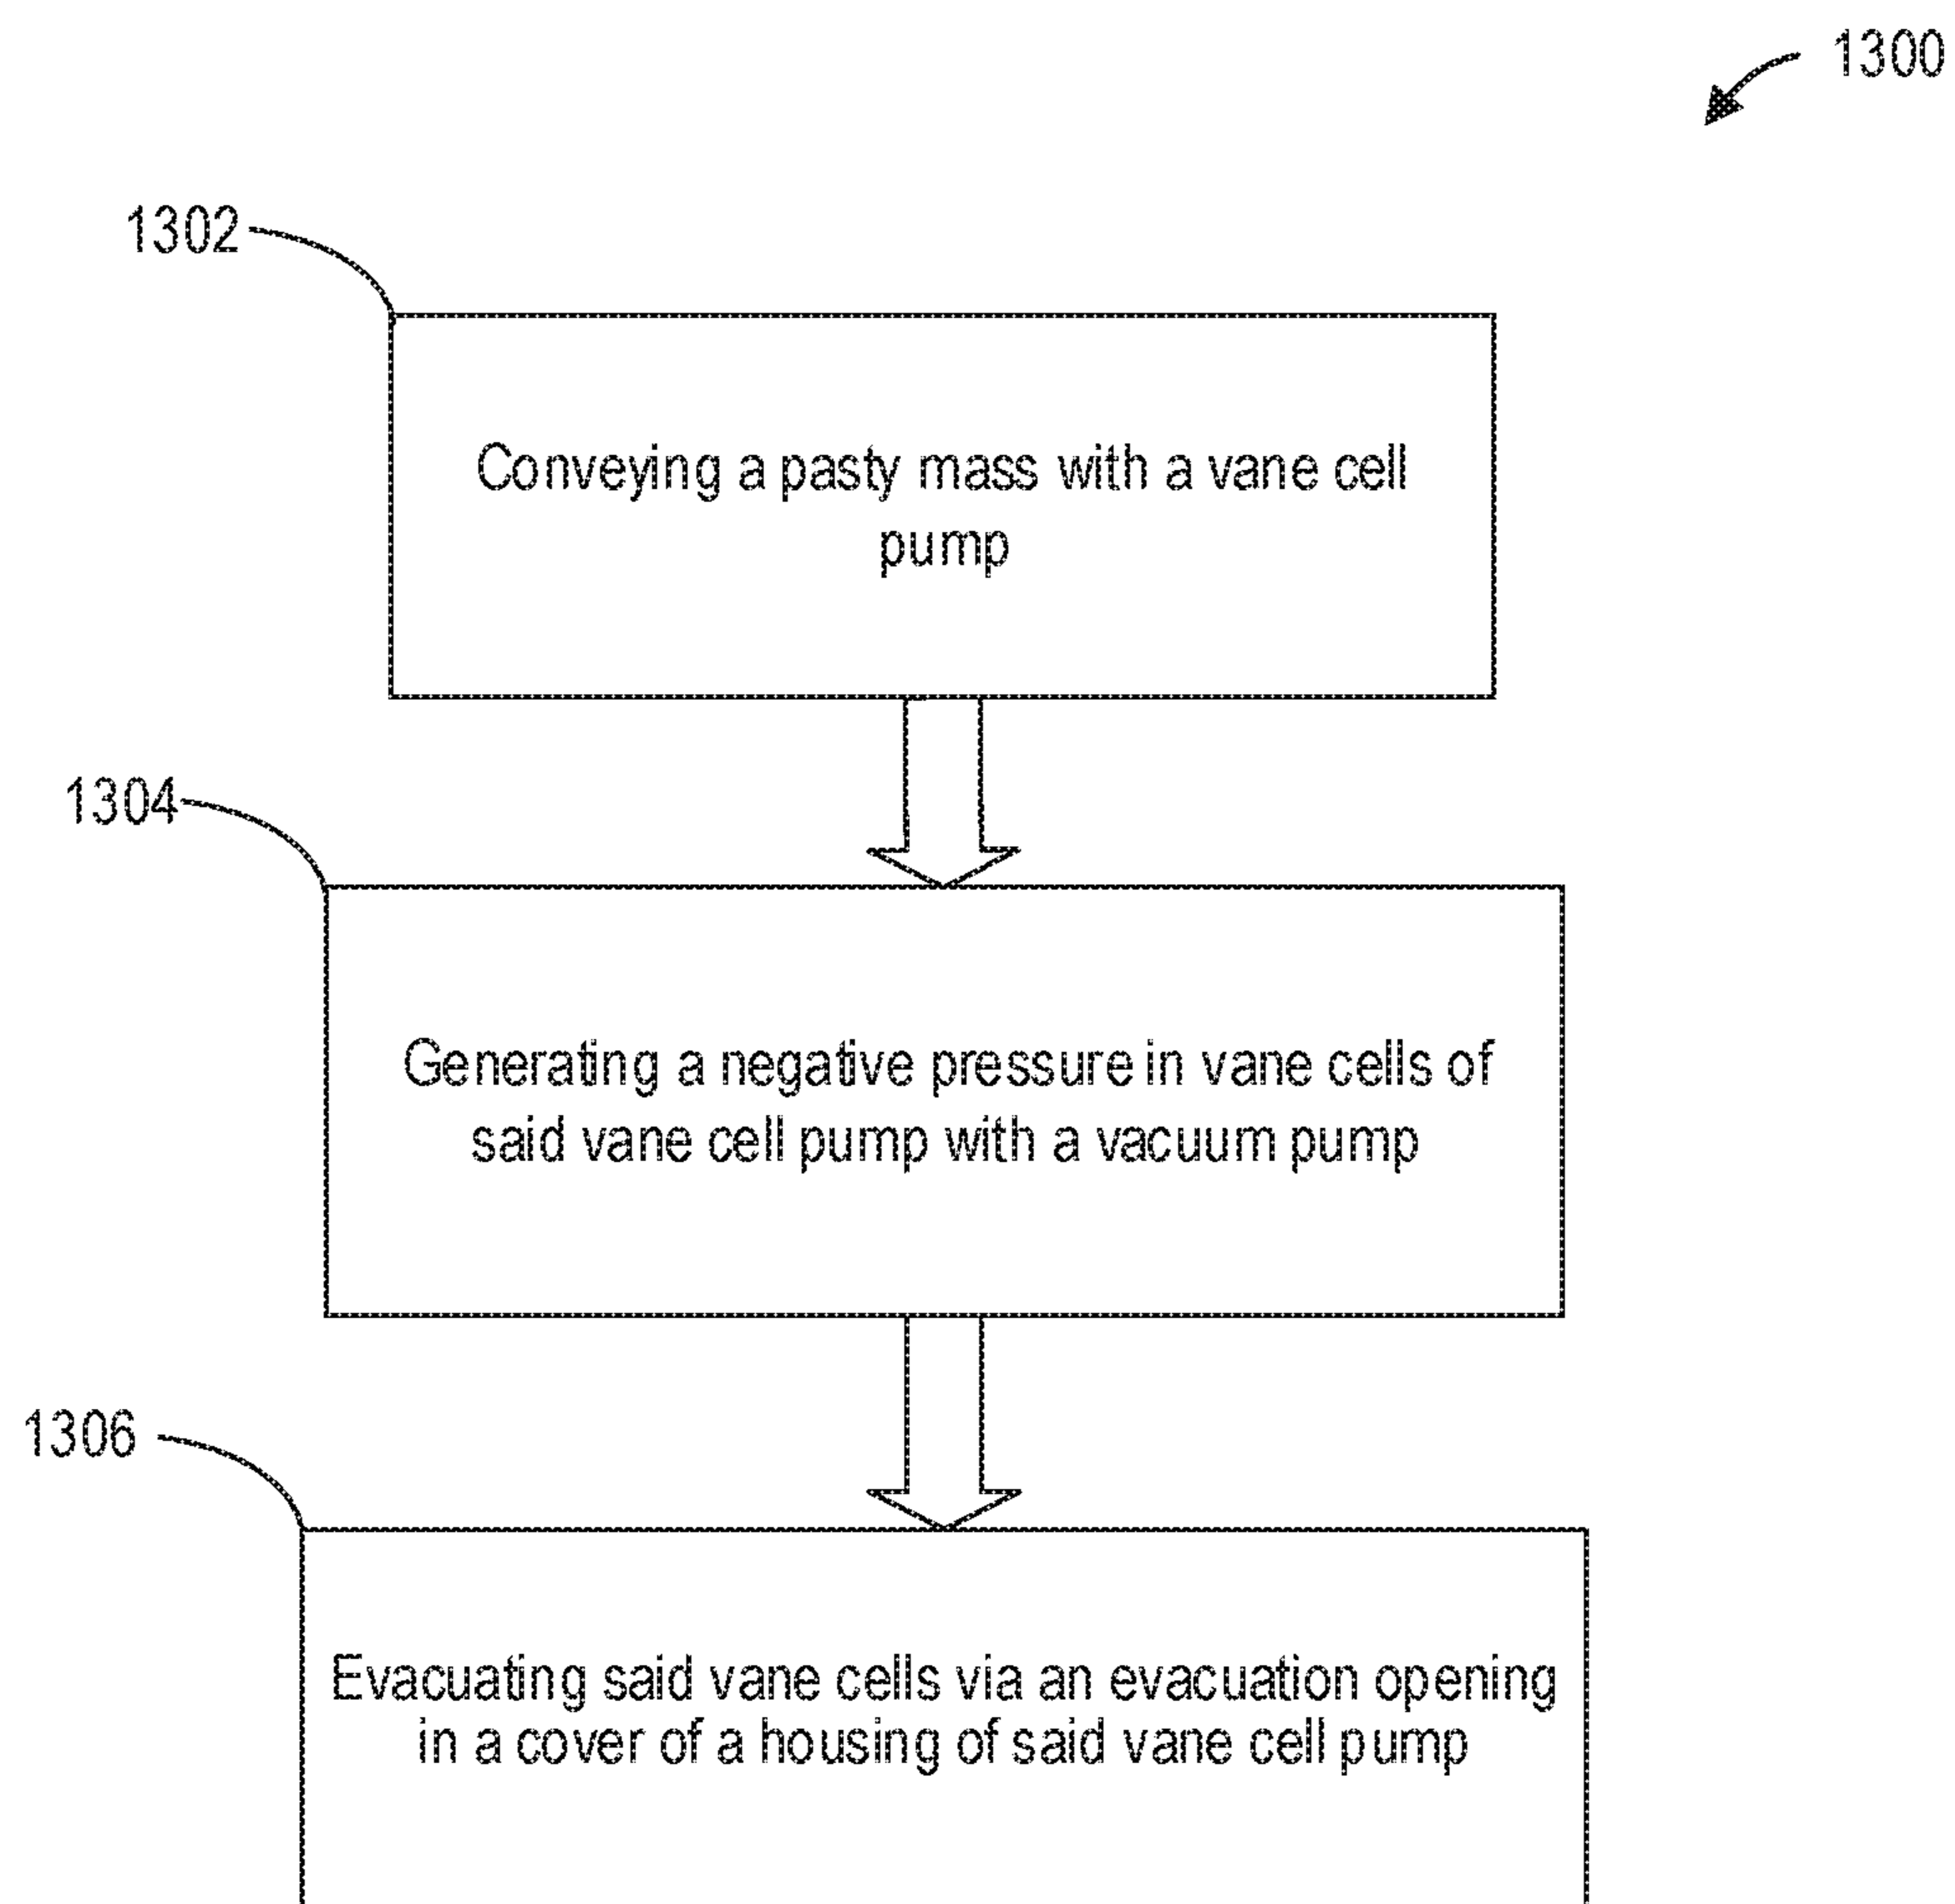 1300
1302
Conveying a pasty mass with a vane cell
pump
1304
Generating a negative pressure in vane cells of
said vane cell pump with a vacuum pump
1306
Evacuating said vane cells via an evacuation opening
in a cover of a housing of said vane cell pump